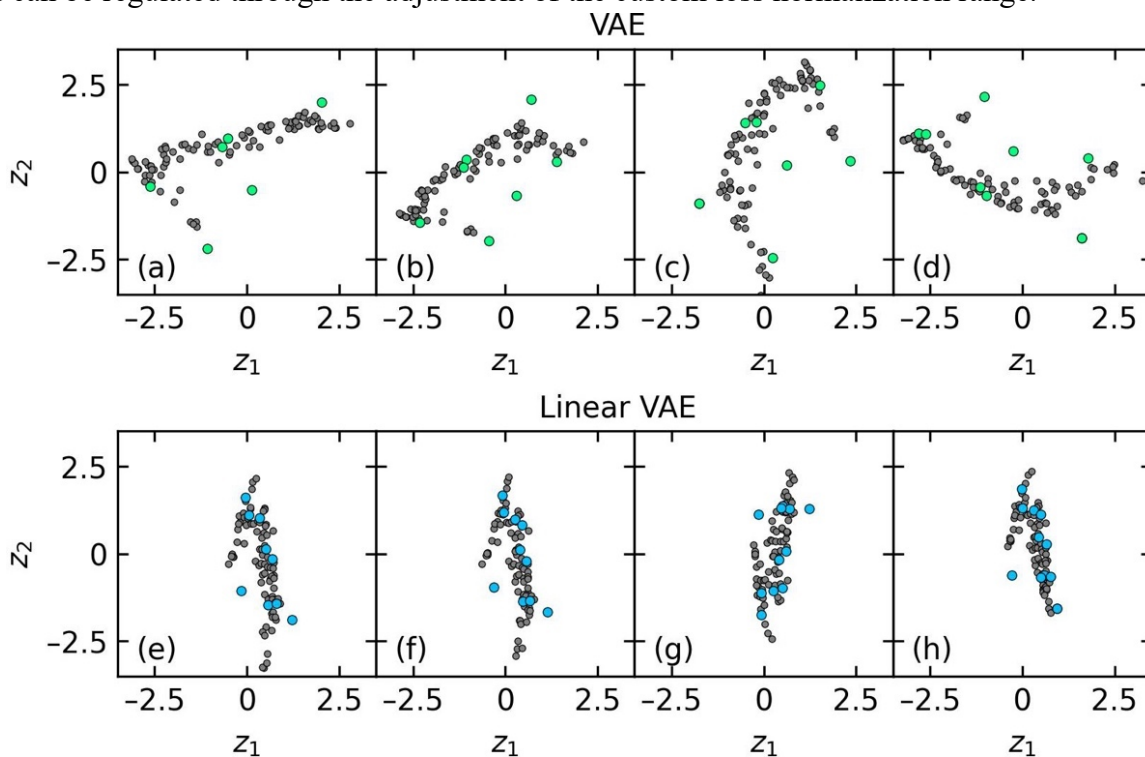 can be regulated through the adjustment of the custom loss normalization range.
VAE
2.5
0
−2.5
z2
(a) (b) (c) (d)
−2.5 0 2.5 −2.5 0 2.5 −2.5 0 2.5 −2.5 0 2.5
z1 z1 z1 z1
Linear VAE
2.5
0
−2.5
z2
(e) (f) (g) (h)
−2.5 0 2.5 −2.5 0 2.5 −2.5 0 2.5 −2.5 0 2.5
z1 z1 z1 z1